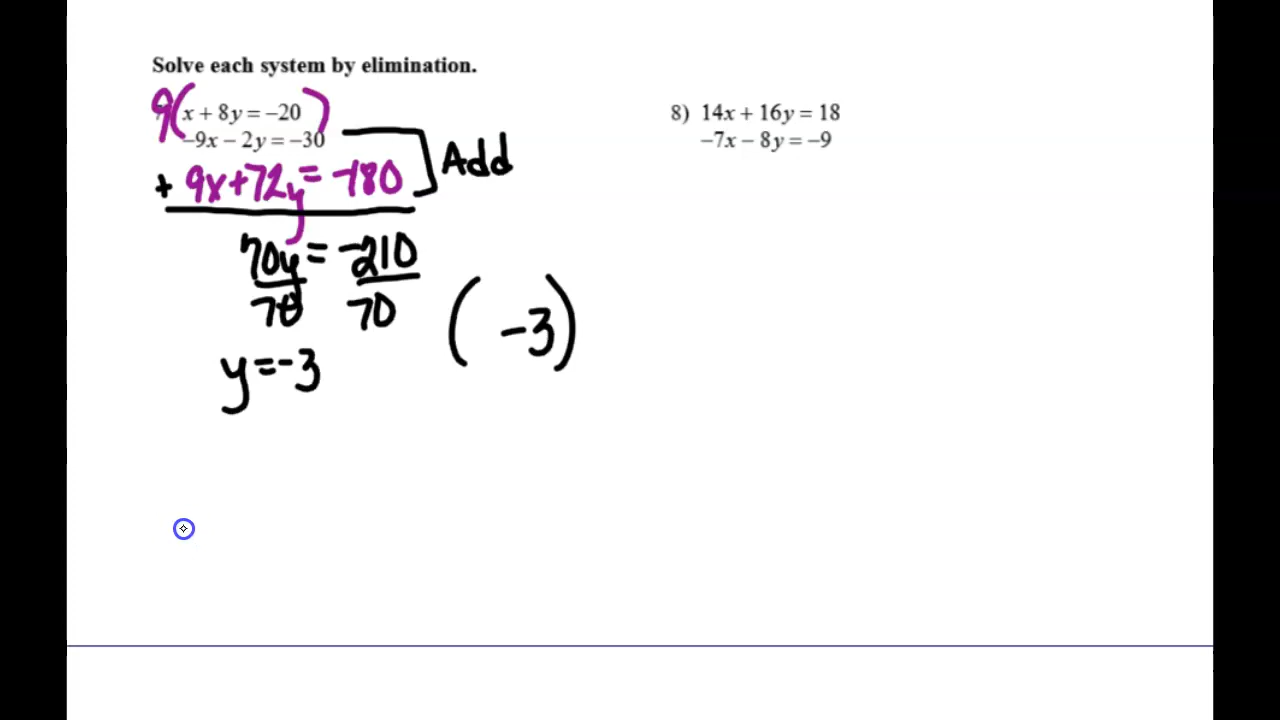 Solve each system by elimination.
9(x + 8y = −20)
−9x − 2y = −30
+ 9x+72y = -180
Add
70y = -210
70 70
y=-3
( -3)
8) 14x + 16y = 18
−7x − 8y = −9